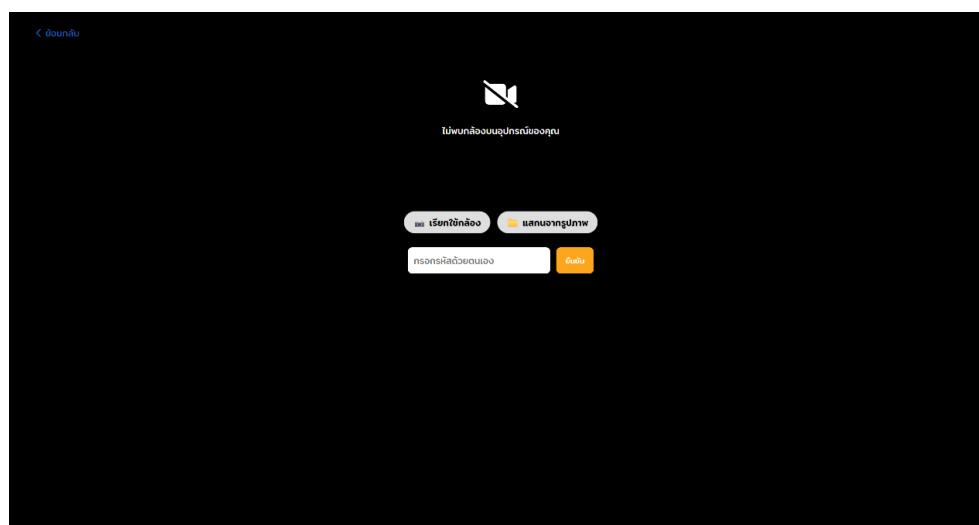 ย้อนกลับ
ไม่พบกล้องบนอุปกรณ์ของคุณ
เรียกใช้กล้อง
แสกนจากรูปภาพ
กรอกรหัสด้วยตนเอง
ยืนยัน